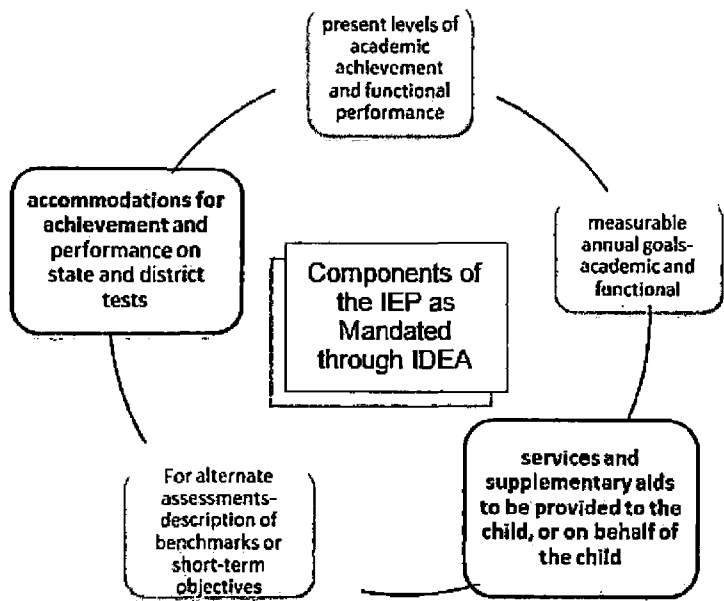 present levels of
academic
achievement
and functional
performance
measurable
annual goals-
academic and
functional
services and
supplementary aids
to be provided to the
child, or on behalf of
the child
For alternate
assessments-
description of
benchmarks or
short-term
objectives
accommodations for
achievement and
performance on
state and district
tests
Components of
the IEP as
Mandated
through IDEA